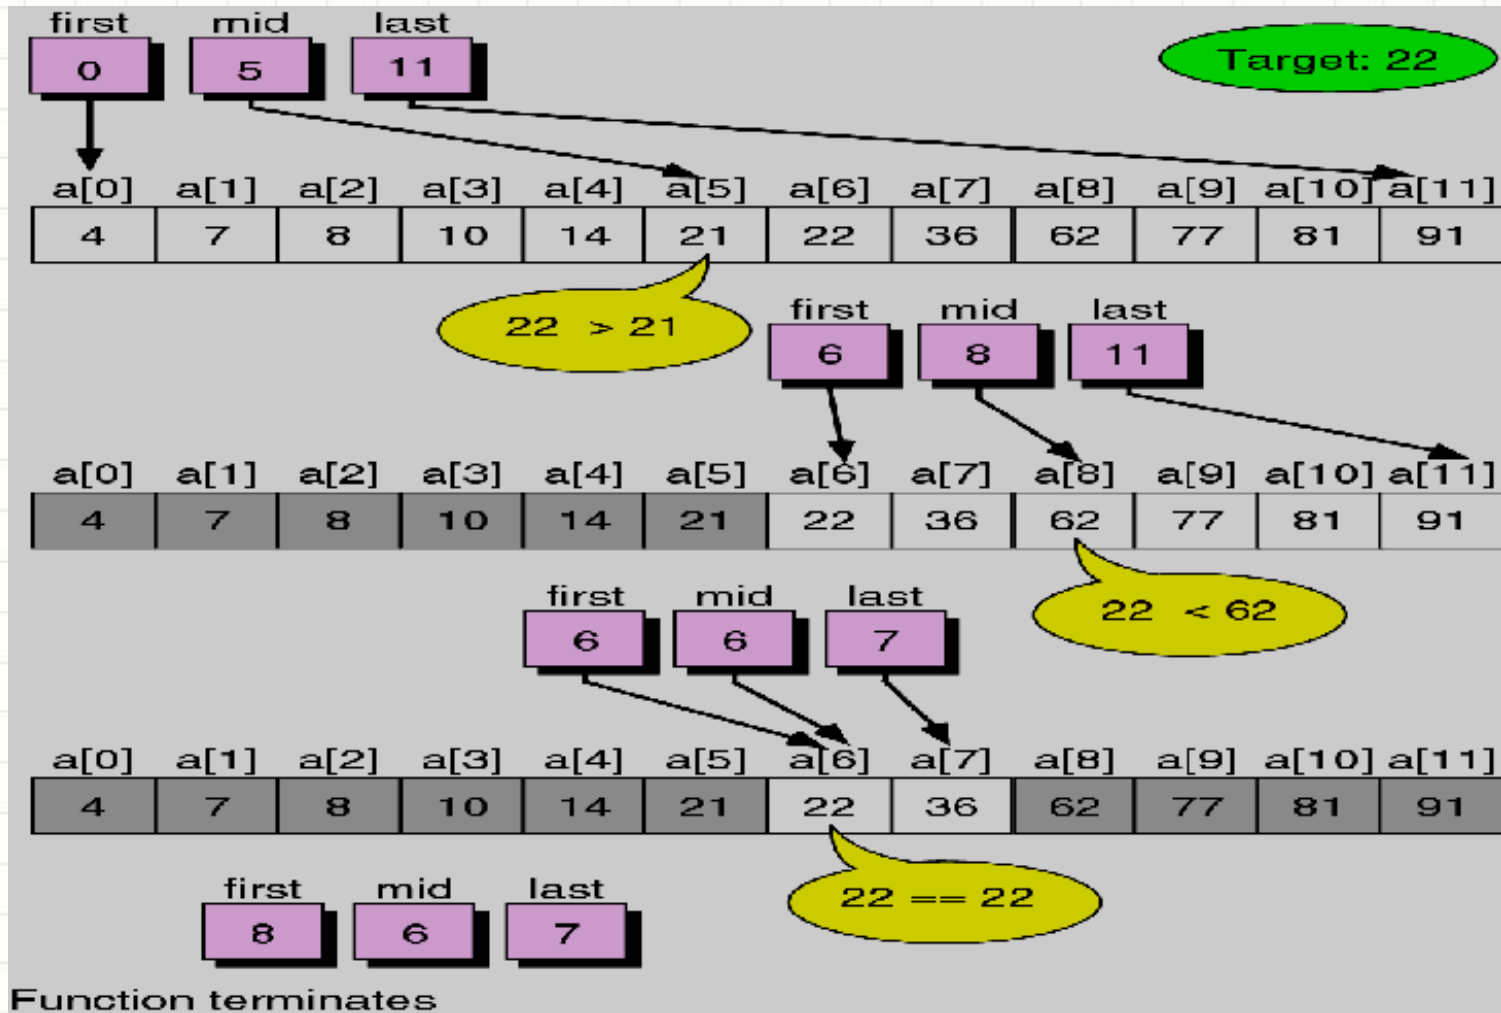 first mid last
0 5 11 Target: 22
a[0] a[1] a[2] a[3] a[4] a[5] a[6] a[7] a[8] a[9] a[10] a[11]
4 7 8 10 14 21 22 36 62 77 81 91
22 > 21
first mid last
6 8 11
a[0] a[1] a[2] a[3] a[4] a[5] a[6] a[7] a[8] a[9] a[10] a[11]
4 7 8 10 14 21 22 36 62 77 81 91
22 < 62
first mid last
6 6 7
a[0] a[1] a[2] a[3] a[4] a[5] a[6] a[7] a[8] a[9] a[10] a[11]
4 7 8 10 14 21 22 36 62 77 81 91
22 == 22
first mid last
8 6 7
Function terminates